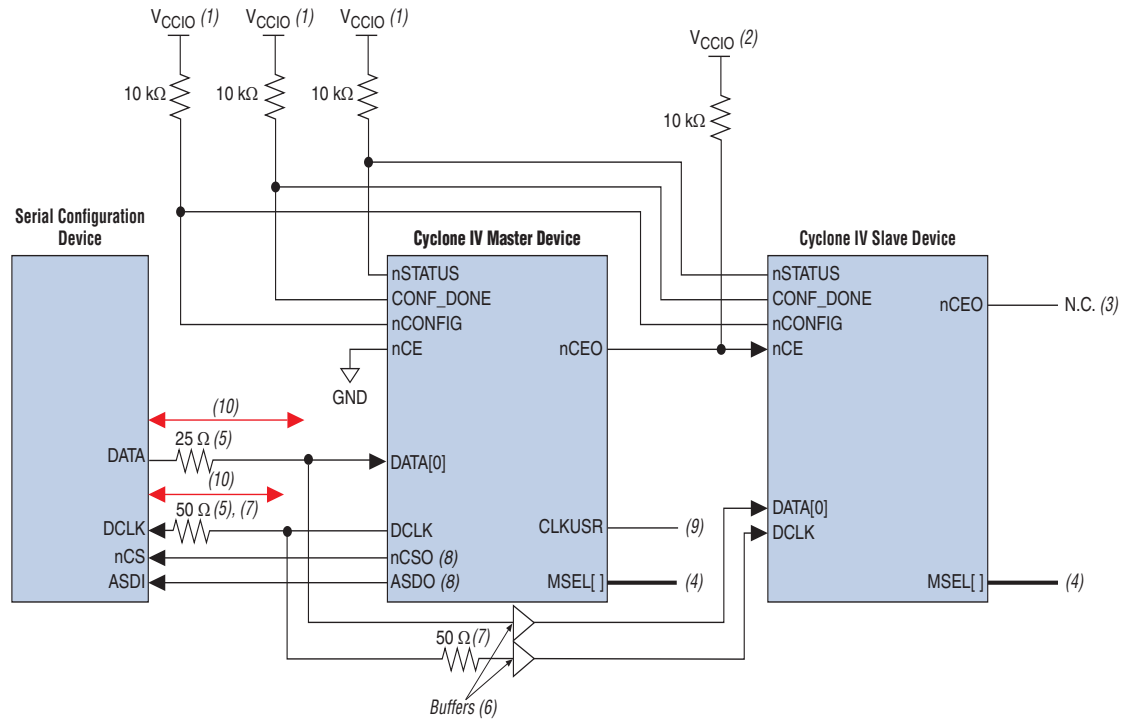 VCCIO (1)
VCCIO (1)
VCCIO (1)
VCCIO (2)
10 kΩ
10 kΩ
10 kΩ
10 kΩ
Serial Configuration
Device
DATA
DCLK
nCS
ASDI
(10)
25 Ω (5)
(10)
50 Ω (5), (7)
Cyclone IV Master Device
nSTATUS
CONF_DONE
nCONFIG
nCE
GND
nCEO
DATA[0]
DCLK
nCSO (8)
ASDO (8)
CLKUSR
(9)
MSEL[ ]
(4)
50 Ω (7)
Buffers (6)
Cyclone IV Slave Device
nSTATUS
CONF_DONE
nCONFIG
nCE
nCEO
N.C. (3)
DATA[0]
DCLK
MSEL[ ]
(4)